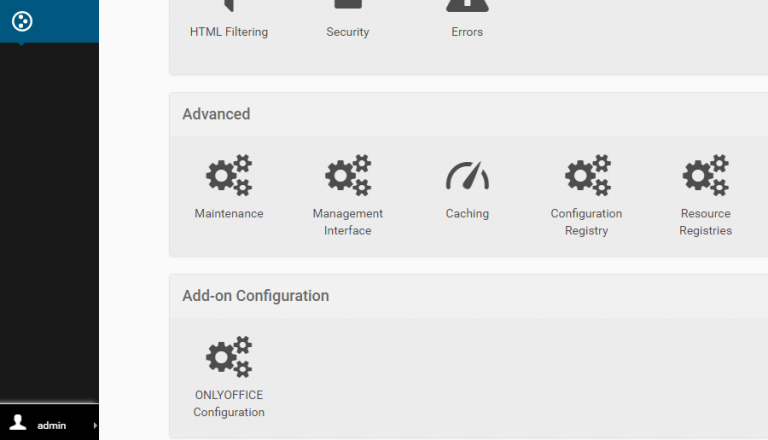 HTML Filtering
Security
Errors
Advanced
Maintenance
Management
Interface
Caching
Configuration
Registry
Resource
Registries
Add-on Configuration
ONLYOFFICE
Configuration
admin